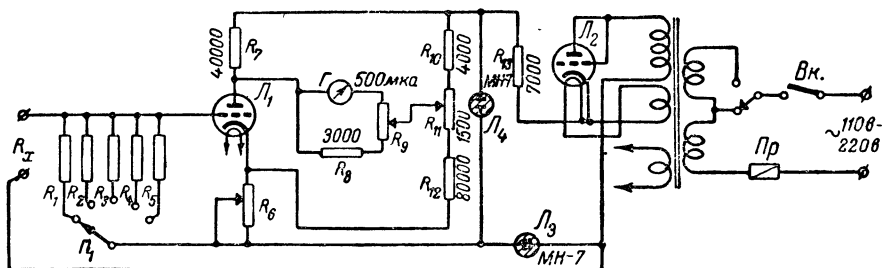 40000
R7
Л1
Г
500мка
3000
R8
R9
R10
4000
R11
1500
R12
80000
МН7
Л4
R13
7000
Л2
Вк.
~110в-
220в
Пр
Rx
R1
R2
R3
R4
R5
П1
R6
Л3
МН-7